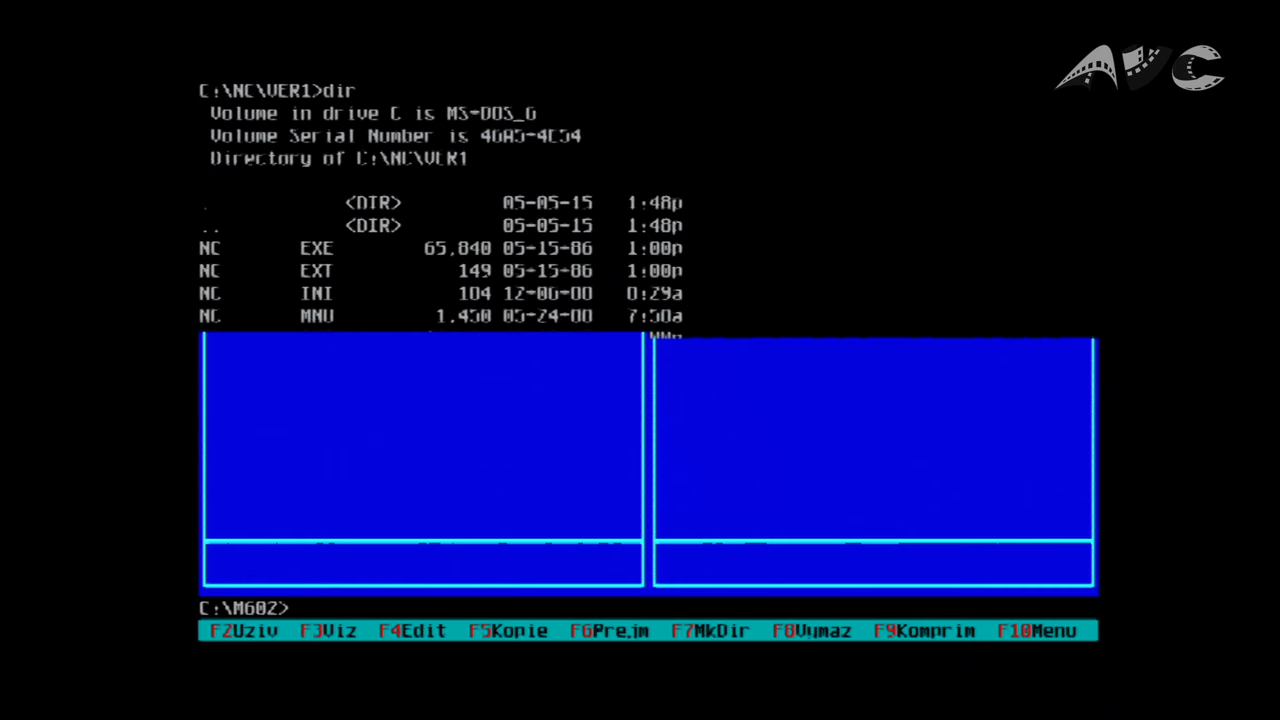 AVC
C:\NC\VER1>dir
Volume in drive C is MS-DOS_6
Volume Serial Number is
Directory of C:\NC\VER1
. <DIR> 05-05-15 1:48p
.. <DIR> 05-05-15 1:48p
NC EXE 65,840 05-15-86 1:00p
NC EXT 149 05-15-86 1:00p
NC INI 104 12-06-00 0:29a
NC MNU 1,450 05-24-00 7:50a
C:\M602>
F2Uziv F3Viz F4Edit F5Kopie F6Prejm F7MkDir F8Vymaz F9Komprim F10Menu